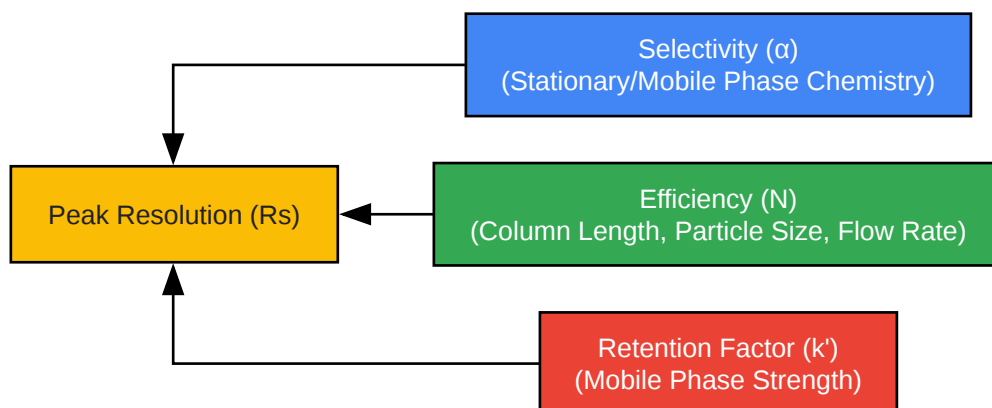 Selectivity (α)
(Stationary/Mobile Phase Chemistry)
Peak Resolution (Rs)
Efficiency (N)
(Column Length, Particle Size, Flow Rate)
Retention Factor (k')
(Mobile Phase Strength)